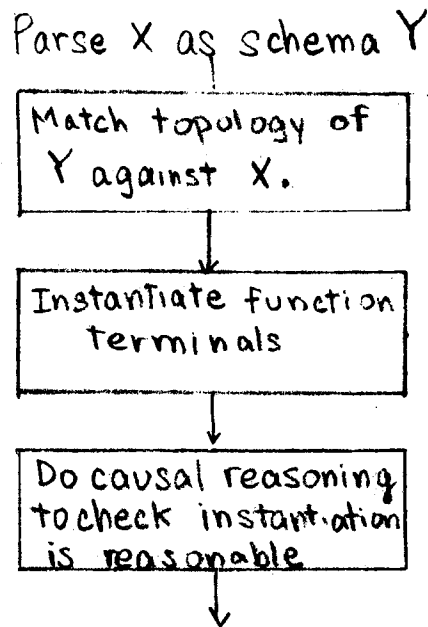 Parse X as schema Y
Match topology of
Y against X.
Instantiate function
terminals
Do causal reasoning
to check instantiation
is reasonable